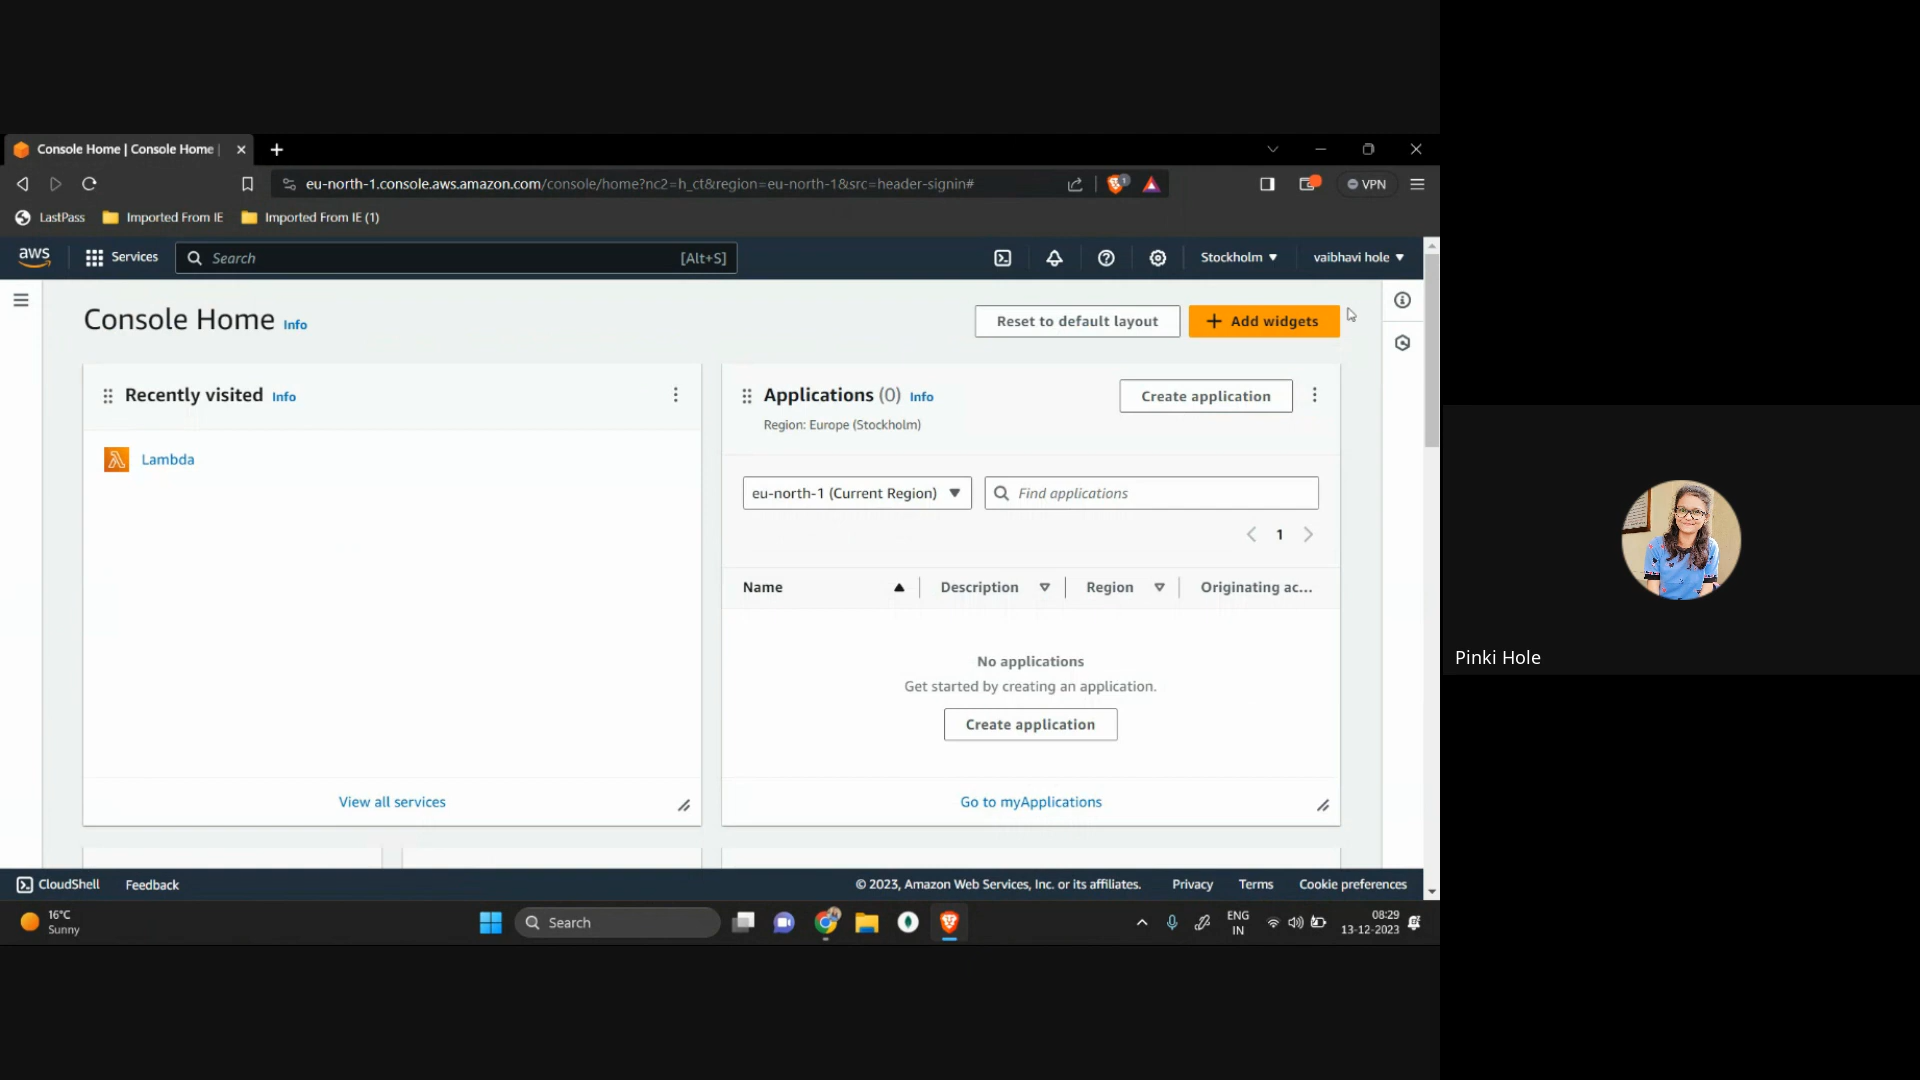 Console Home | Console Home |
eu-north-1.console.aws.amazon.com/console/home?nc2=h_ct&region=eu-north-1&src=header-signin#
1
VPN
LastPass
Imported From IE
Imported From IE (1)
aws
Services
Search
[Alt+S]
Stockholm
vaibhavi hole
Console Home Info
Reset to default layout
+ Add widgets
Recently visited Info
Lambda
View all services
Applications (0) Info
Region: Europe (Stockholm)
Create application
eu-north-1 (Current Region)
Find applications
1
Name
Description
Region
Originating ac...
No applications
Get started by creating an application.
Create application
Go to myApplications
CloudShell
Feedback
© 2023, Amazon Web Services, Inc. or its affiliates.
Privacy
Terms
Cookie preferences
16°C
Sunny
Search
ENG
IN
08:29
13-12-2023
Pinki Hole